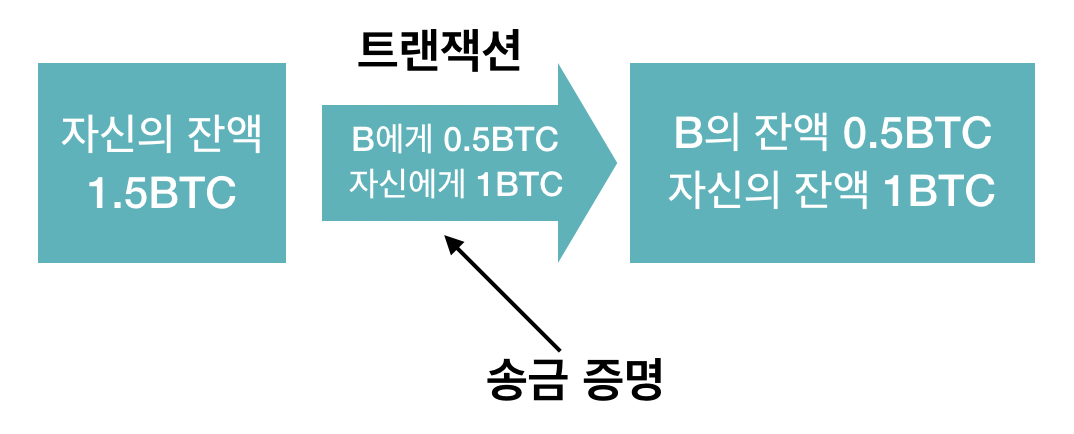 트랜잭션
자신의 잔액
1.5BTC
B에게 0.5BTC
자신에게 1BTC
B의 잔액 0.5BTC
자신의 잔액 1BTC
송금 증명